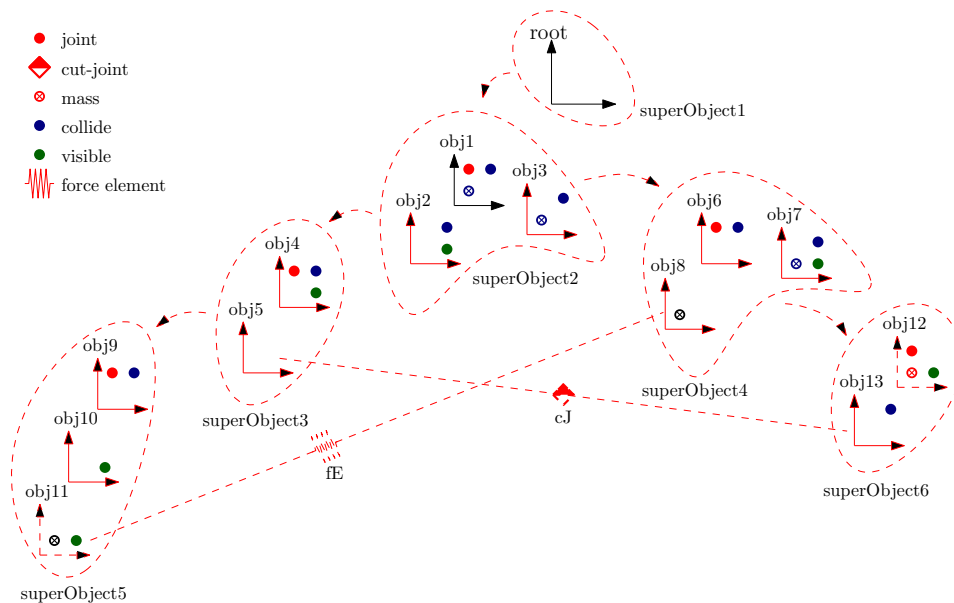 root
joint
cut-joint
mass
collide
visible
force element
superObject1
obj1
obj2
obj3
superObject2
obj4
obj5
superObject3
obj6
obj7
obj8
superObject4
obj9
obj10
obj11
superObject5
obj12
obj13
superObject6
cJ
fE